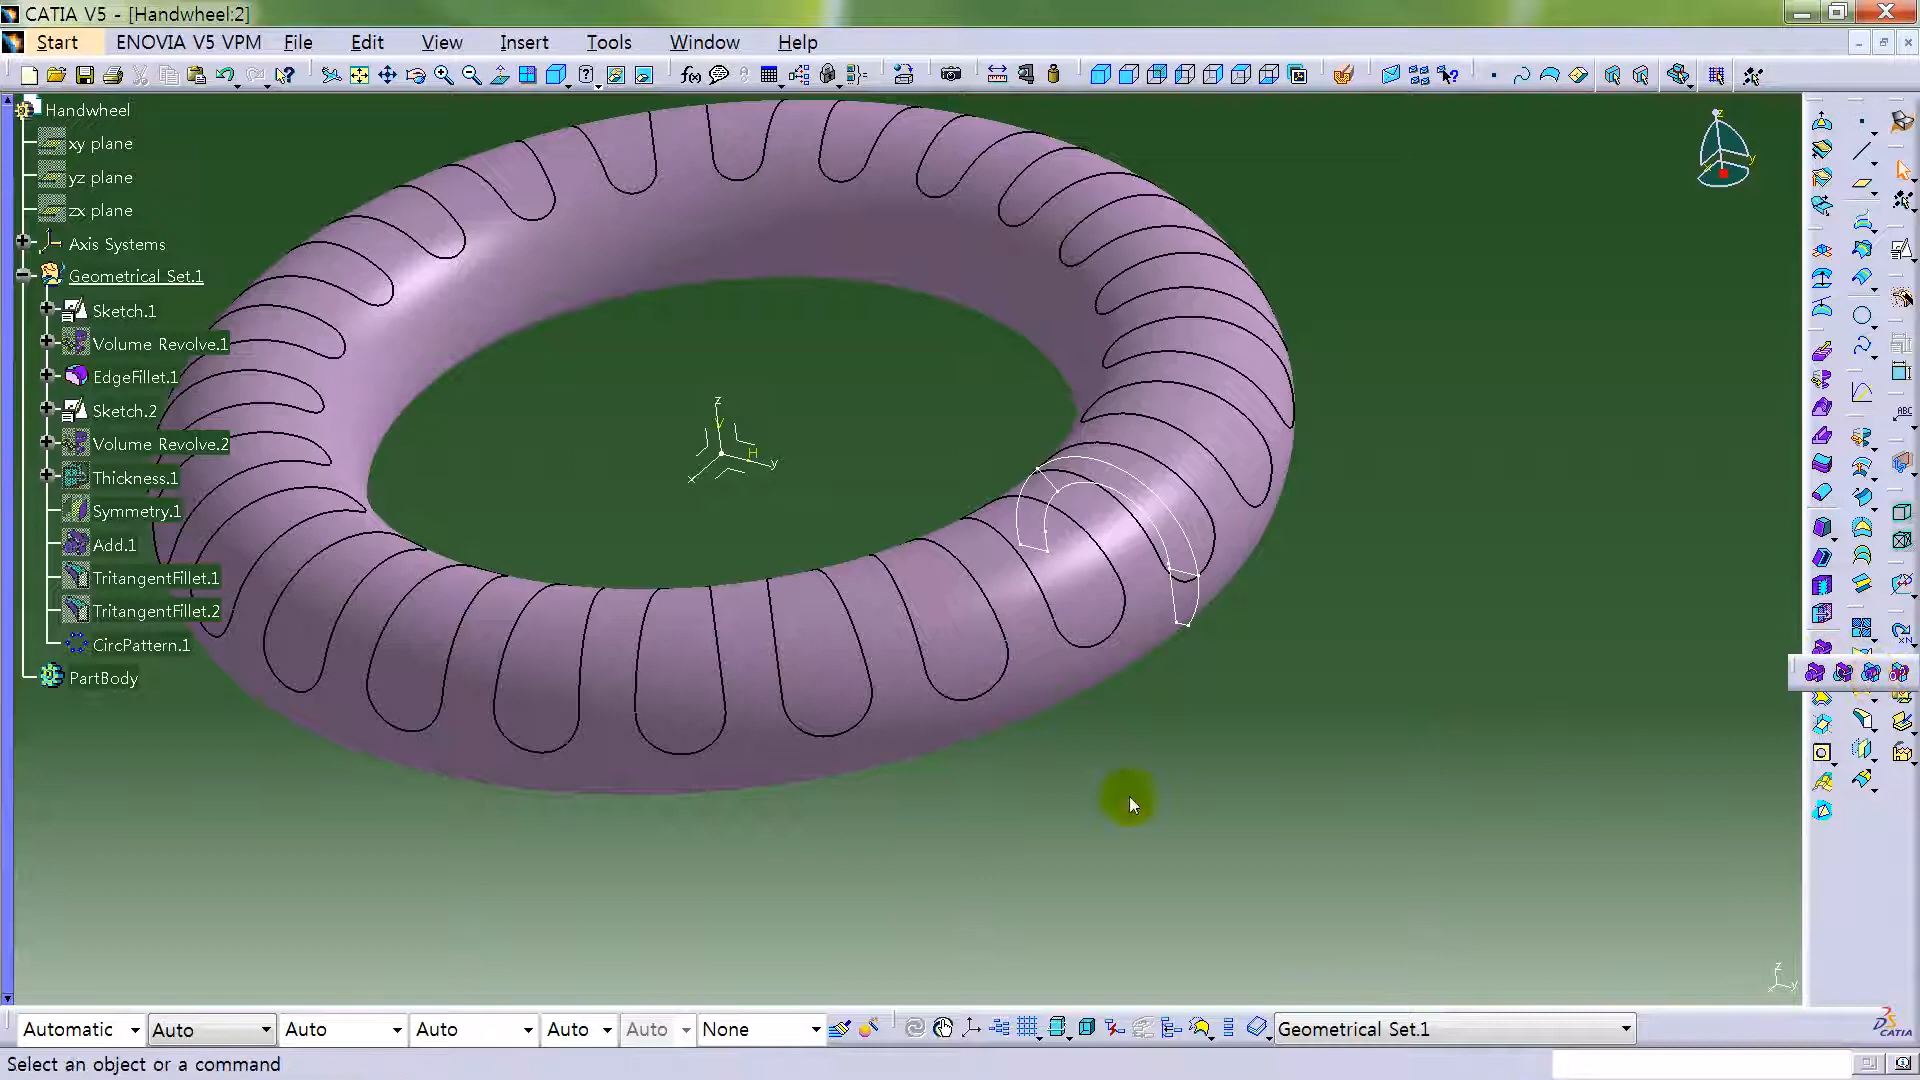 CATIA V5 - [Handwheel:2]
Start ENOVIA V5 VPM File Edit View Insert Tools Window Help
Handwheel
xy plane
yz plane
zx plane
Axis Systems
Geometrical Set.1
Sketch.1
Volume Revolve.1
EdgeFillet.1
Sketch.2
Volume Revolve.2
Thickness.1
Symmetry.1
Add.1
TritangentFillet.1
TritangentFillet.2
CircPattern.1
PartBody
z
V
H
y
x
z
y
z
y
f(x)
ABC
Automatic Auto Auto Auto Auto Auto None Geometrical Set.1
CATIA
Select an object or a command